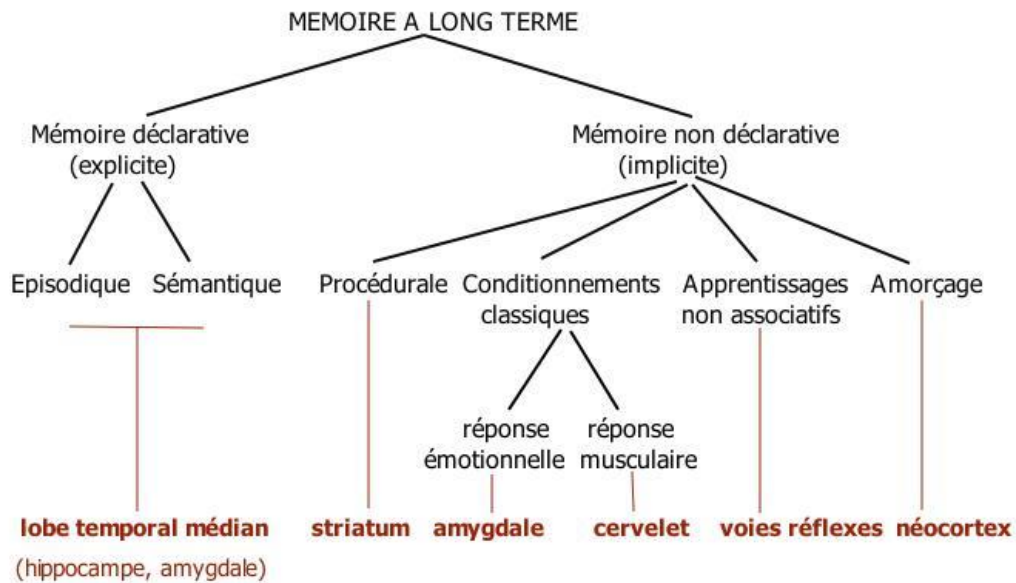 MEMOIRE A LONG TERME
Mémoire déclarative
(explicite)
Mémoire non déclarative
(implicite)
Episodique
Sémantique
Procédurale
Conditionnements
classiques
Apprentissages
non associatifs
Amorçage
réponse
émotionnelle
réponse
musculaire
lobe temporal médian
(hippocampe, amygdale)
striatum
amygdale
cervelet
voies réflexes
néocortex